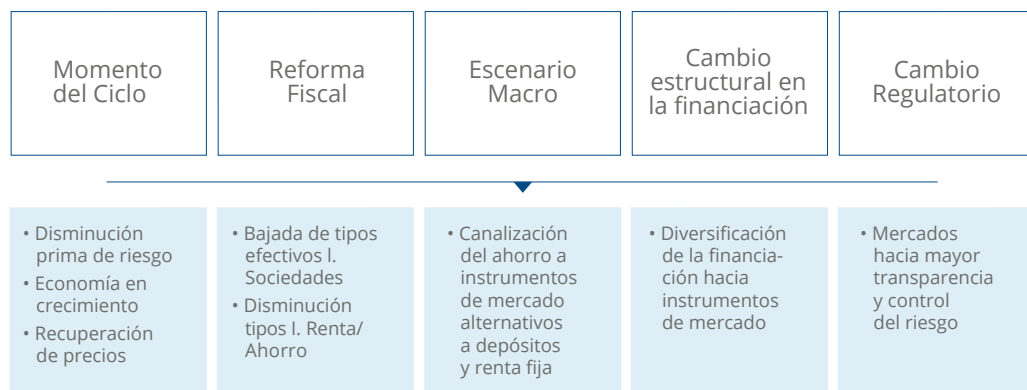 Momento
del Ciclo
Reforma
Fiscal
Escenario
Macro
Cambio
estructural en
la financiación
Cambio
Regulatorio
• Disminución
prima de riesgo
• Economía en
crecimiento
• Recuperación
de precios
• Bajada de tipos
efectivos I.
Sociedades
• Disminución
tipos I. Renta/
Ahorro
• Canalización
del ahorro a
instrumentos
de mercado
alternativos
a depósitos
y renta fija
• Diversificación
de la financia-
ción hacia
instrumentos
de mercado
• Mercados
hacia mayor
transparencia
y control
del riesgo